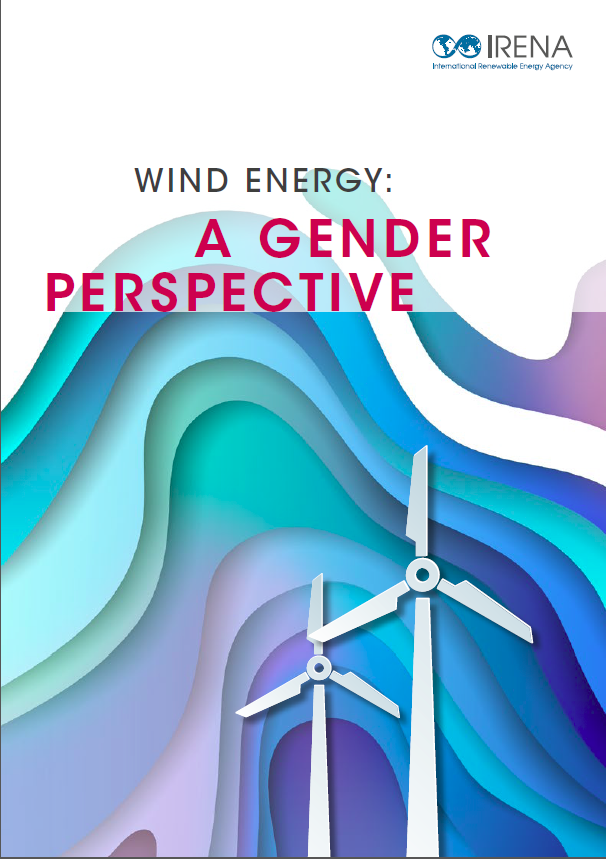 IRENA
International Renewable Energy Agency
WIND ENERGY:
A GENDER
PERSPECTIVE